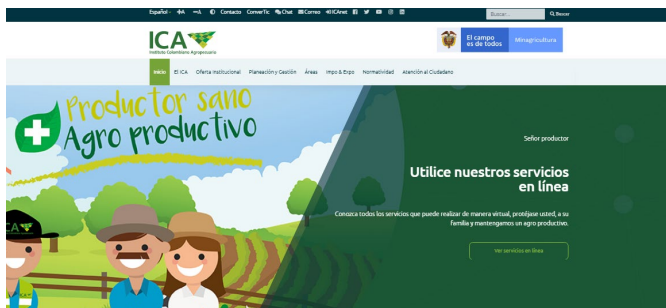 Español +A -A Contacto ConverTic Chat Correo ICAnet
Buscar... Buscar
ICA
Instituto Colombiano Agropecuario
El campo
es de todos
Minagricultura
Inicio El ICA Oferta Institucional Planeación y Gestión Áreas Impo & Expo Normatividad Atención al Ciudadano
Productor sano
Agro productivo
Señor productor
Utilice nuestros servicios
en línea
Conozca todos los servicios que puede realizar de manera virtual, protéjase usted, a su
familia y mantengamos un agro productivo.
Ver servicios en línea
ICA